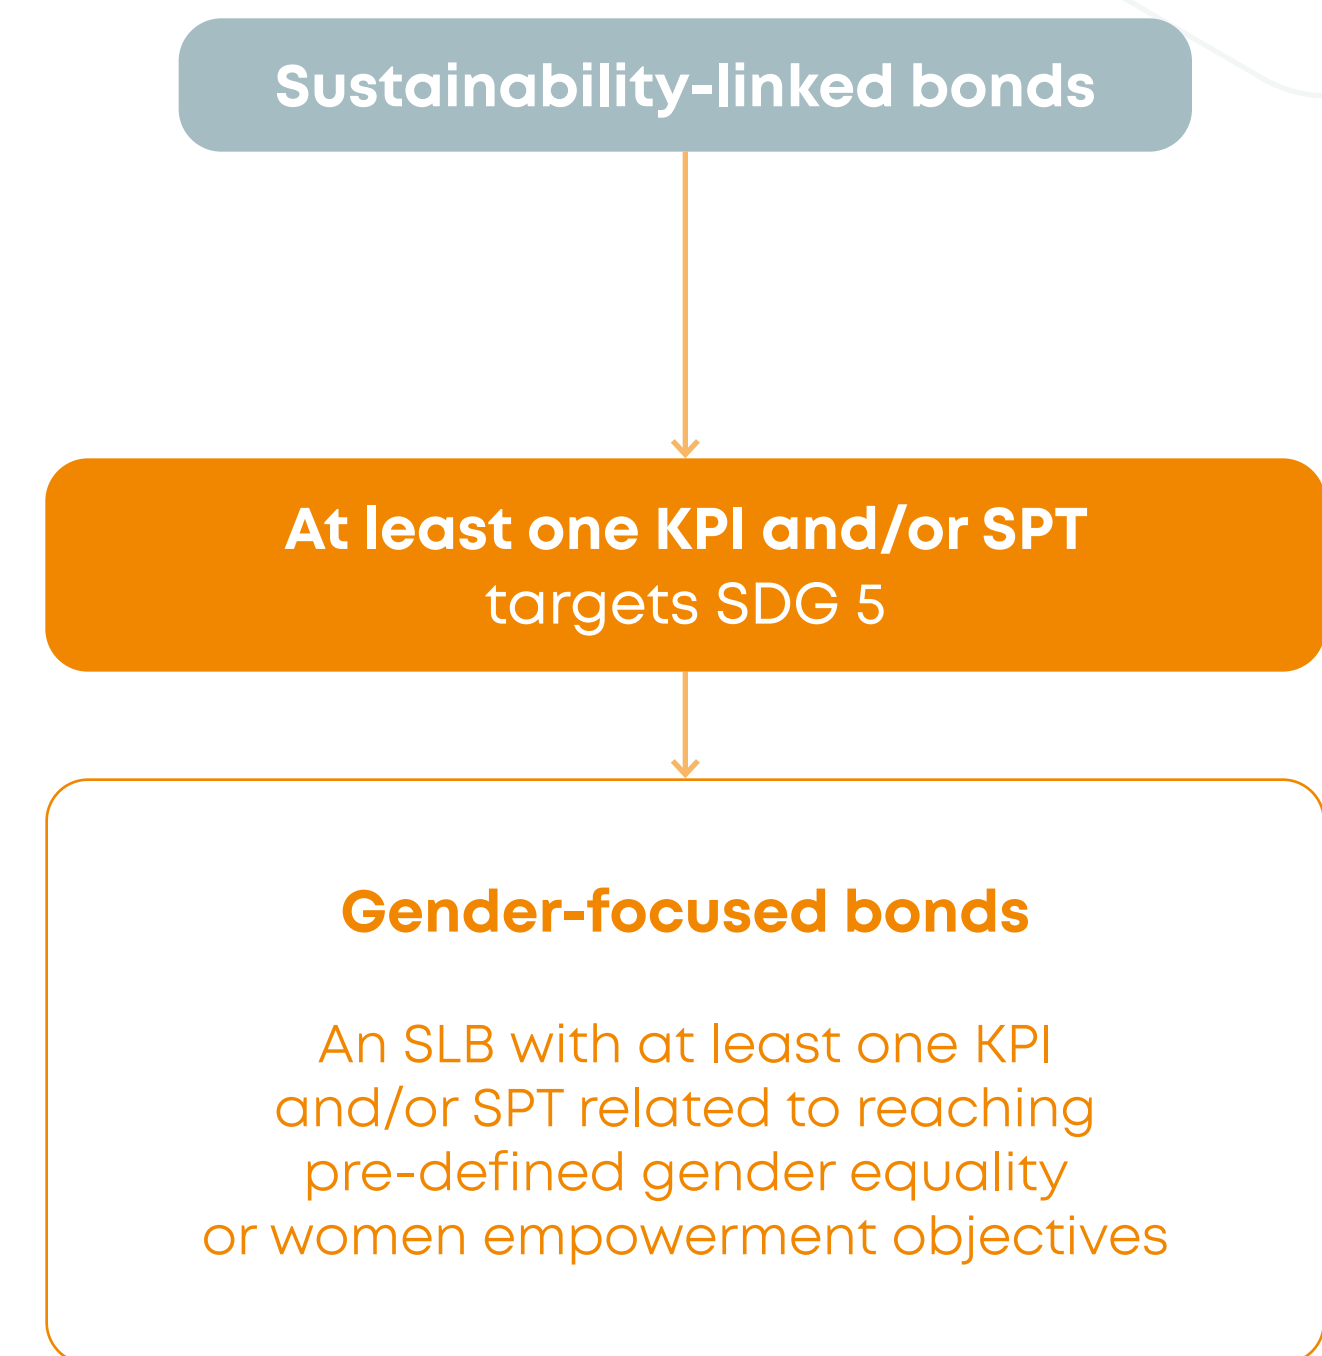 Sustainability-linked bonds
At least one KPI and/or SPT
targets SDG 5
Gender-focused bonds
An SLB with at least one KPI
and/or SPT related to reaching
pre-defined gender equality
or women empowerment objectives